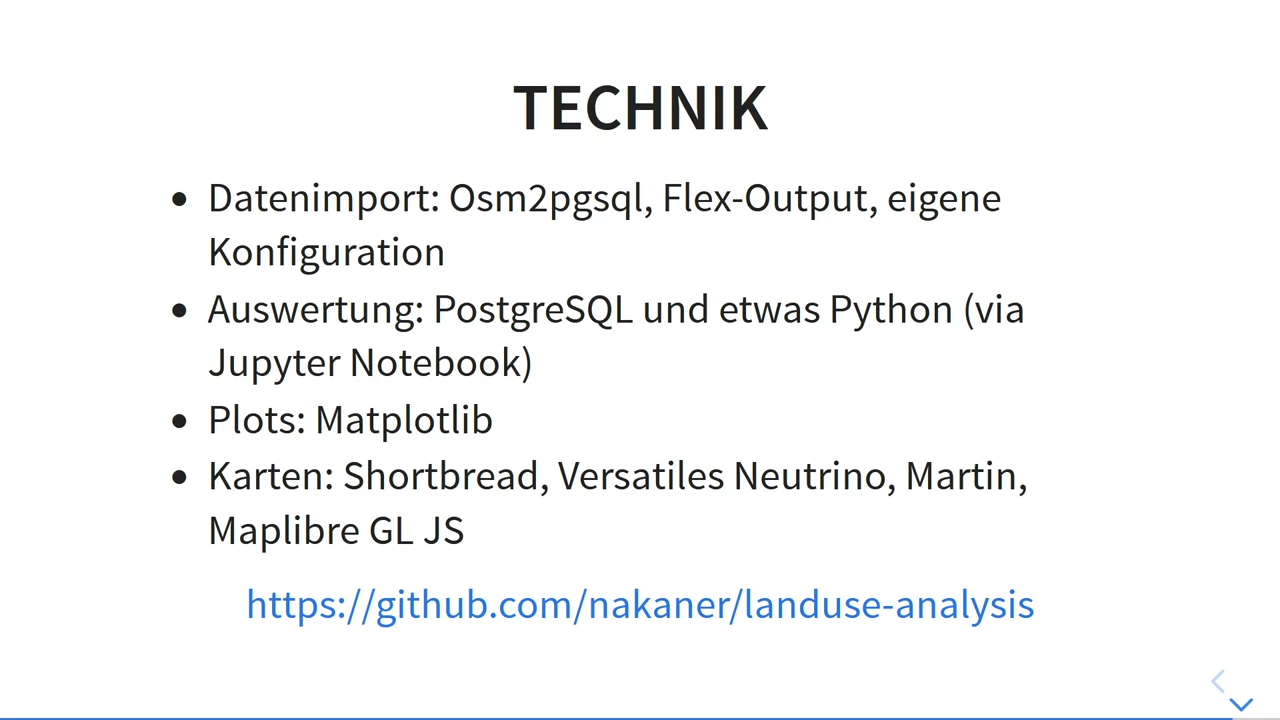 TECHNIK
• Datenimport: Osm2pgsql, Flex-Output, eigene
Konfiguration
• Auswertung: PostgreSQL und etwas Python (via
Jupyter Notebook)
• Plots: Matplotlib
• Karten: Shortbread, Versatiles Neutrino, Martin,
Maplibre GL JS
https://github.com/nakaner/landuse-analysis